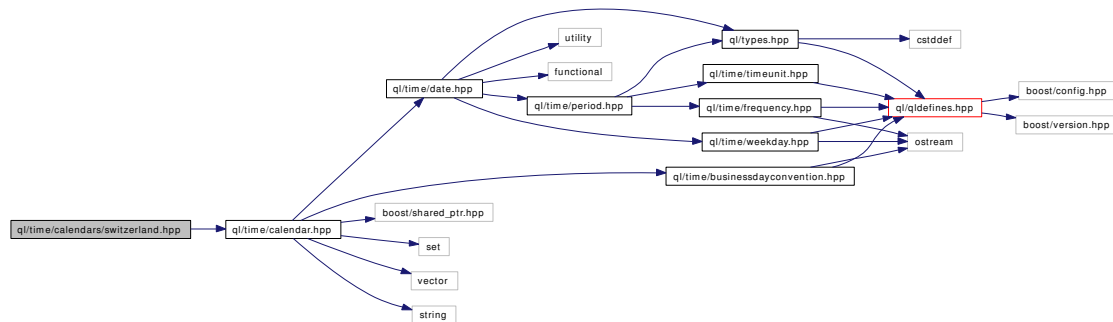 ql/types.hpp
cstddef
utility
functional
ql/time/timeunit.hpp
ql/time/date.hpp
boost/config.hpp
ql/time/period.hpp
ql/time/frequency.hpp
ql/qldefines.hpp
boost/version.hpp
ql/time/weekday.hpp
ostream
ql/time/businessdayconvention.hpp
boost/shared_ptr.hpp
ql/time/calendars/switzerland.hpp
ql/time/calendar.hpp
set
vector
string